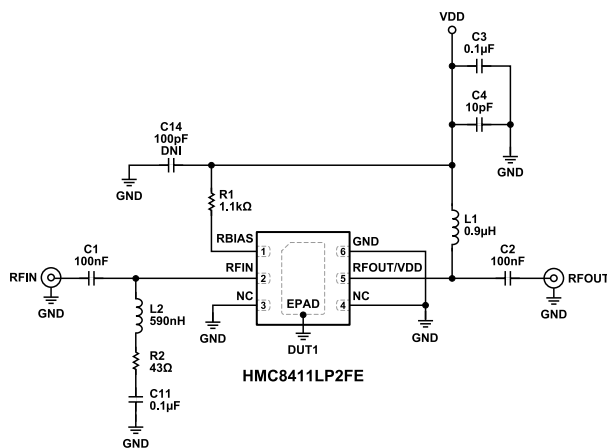 VDD
C3
0.1µF
C4
10pF
GND
C14
100pF
DNI
GND
R1
1.1kΩ
L1
0.9µH
RBIAS
GND
1
6
C1
100nF
RFIN
RFIN
2
5
RFOUT/VDD
C2
100nF
RFOUT
GND
GND
NC
3
EPAD
4
NC
L2
590nH
GND
GND
DUT1
R2
43Ω
HMC8411LP2FE
C11
0.1µF
GND